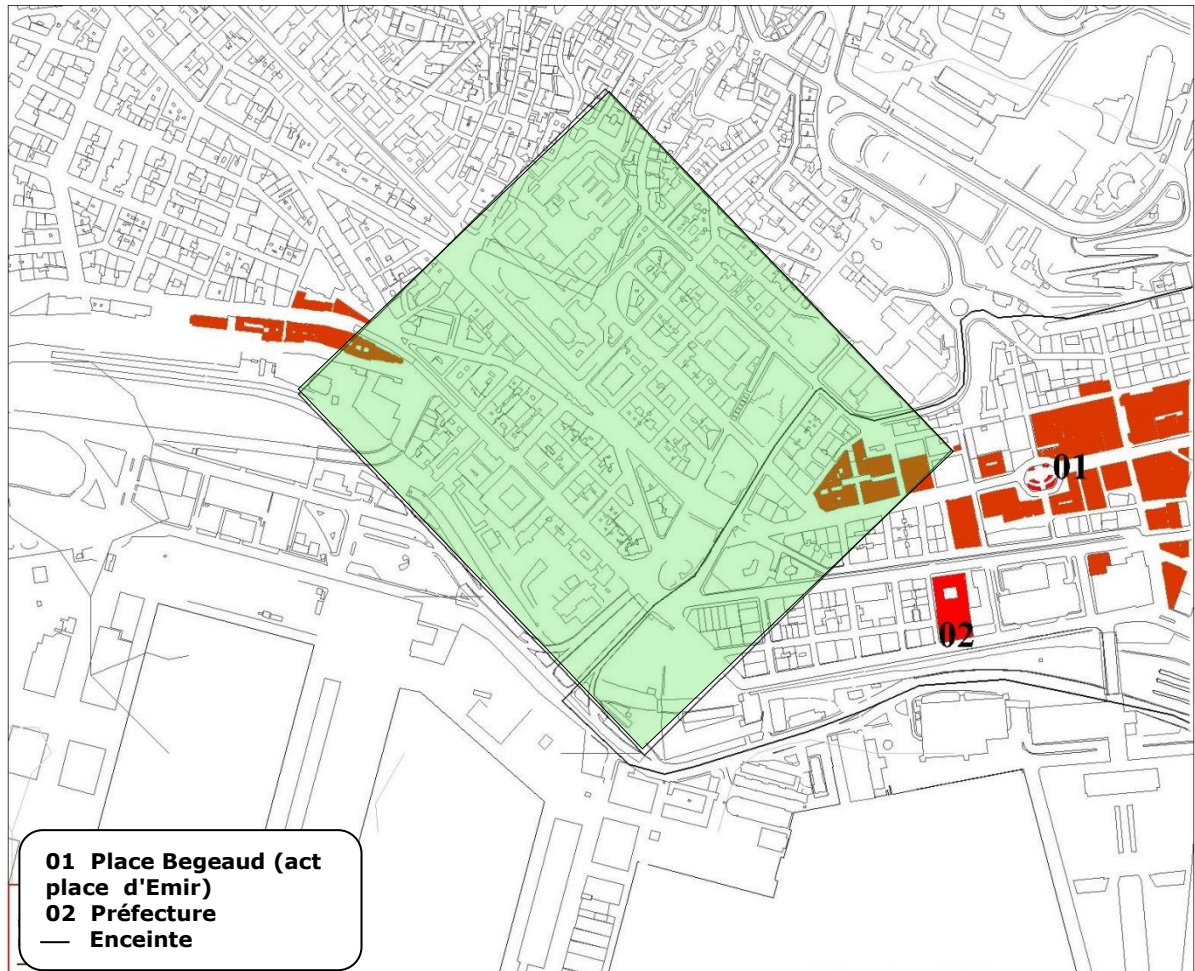 01
02
01 Place Begeaud (act
place d'Emir)
02 Préfecture
— Enceinte